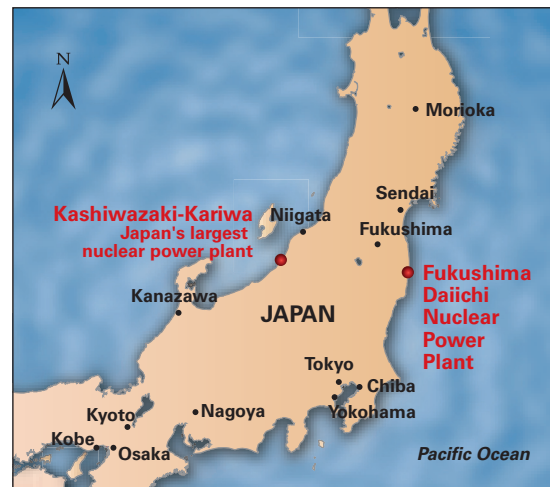 N
Morioka
Sendai
Kashiwazaki-Kariwa
Japan's largest
nuclear power plant
Niigata
Fukushima
Fukushima
Daiichi
Nuclear
Power
Plant
Kanazawa
JAPAN
Tokyo
Chiba
Yokohama
Nagoya
Kyoto
Kobe
Osaka
Pacific Ocean